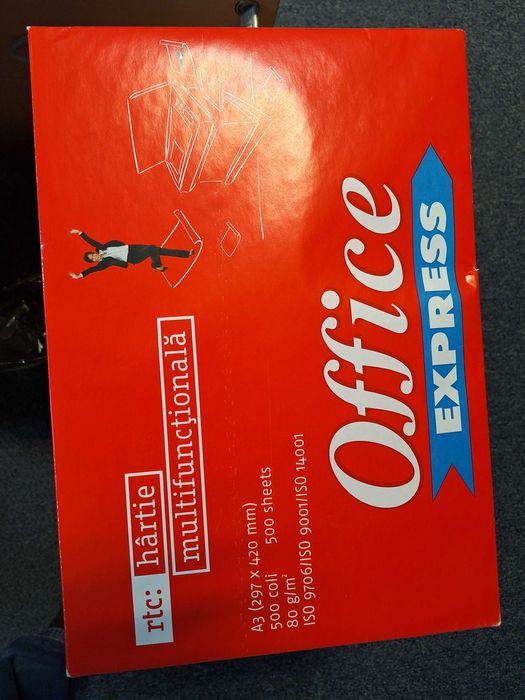 rtc: hârtie
multifuncțională
A3 (297 x 420 mm)
500 coli 500 sheets
80 g/m²
ISO 9706/ISO 9001/ISO 14001
Office
EXPRESS